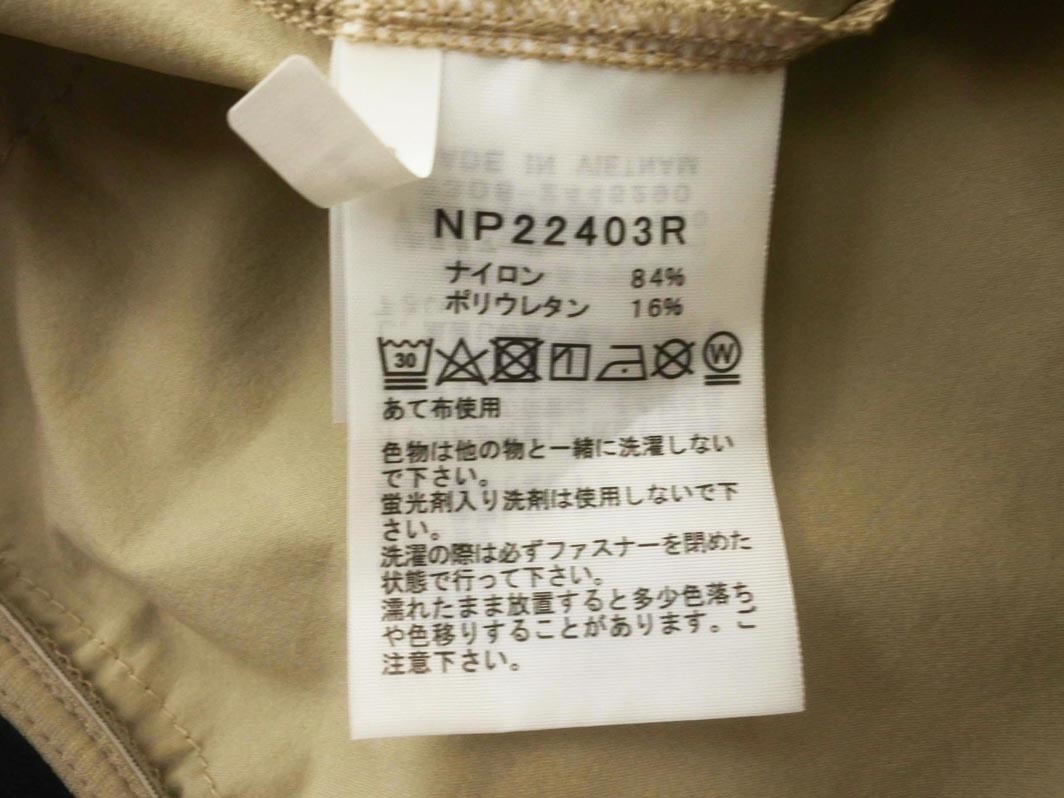 NP22403R
ナイロン 84%
ポリウレタン 16%
30 W
あて布使用
色物は他の物と一緒に洗濯しない
で下さい。
蛍光剤入り洗剤は使用しないで下
さい。
洗濯の際は必ずファスナーを閉めた
状態で行って下さい。
濡れたまま放置すると多少色落ち
や色移りすることがあります。ご
注意下さい。